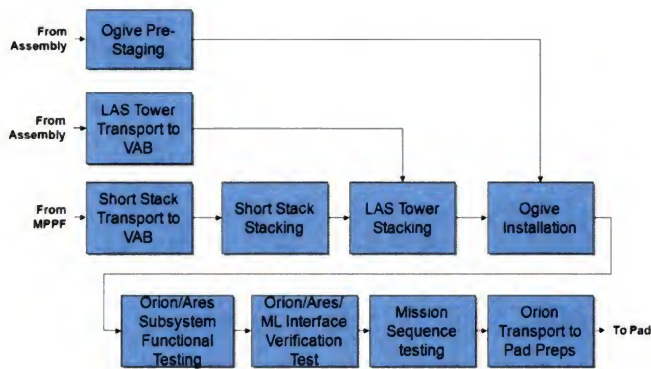 From
Assembly
Ogive Pre-
Staging
From
Assembly
LAS Tower
Transport to
VAB
From
MPPF
Short Stack
Transport to
VAB
Short Stack
Stacking
LAS Tower
Stacking
Ogive
Installation
Orion/Ares
Subsystem
Functional
Testing
Orion/Ares/
ML Interface
Verification
Test
Mission
Sequence
testing
Orion
Transport to
Pad Preps
To Pad